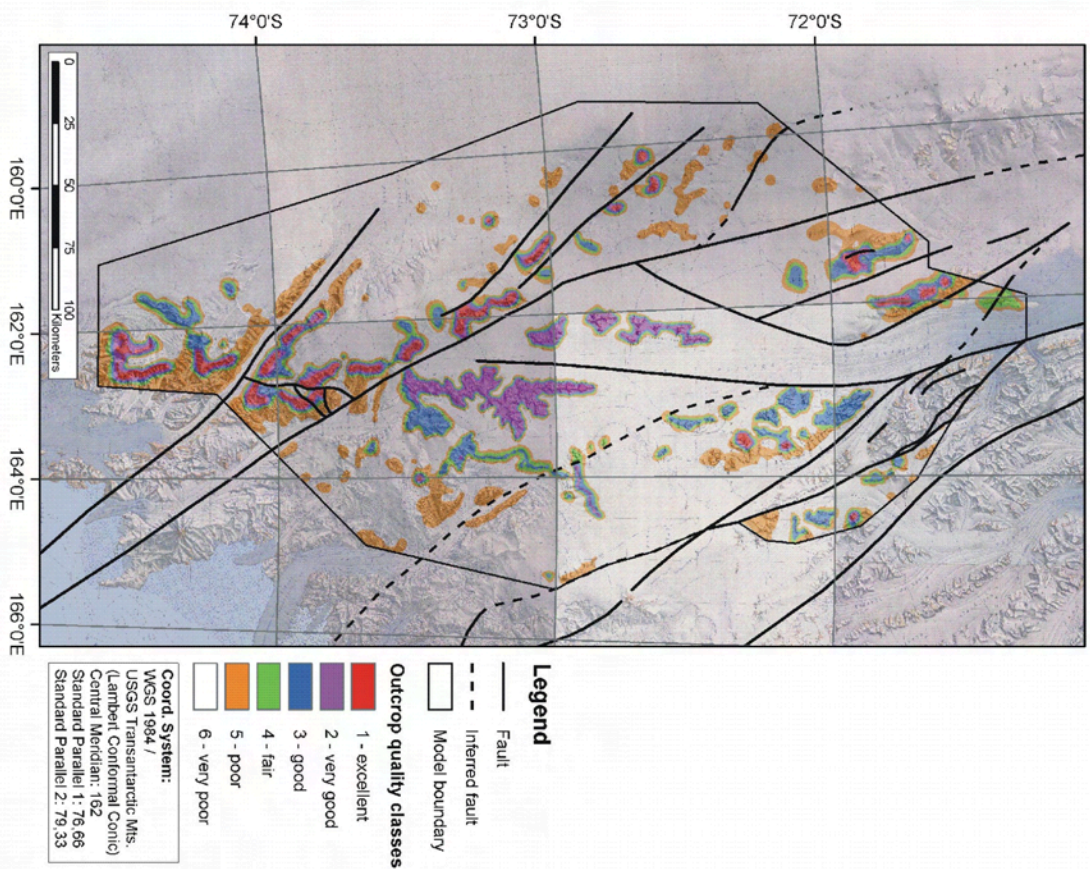 74°0'S
73°0'S
72°0'S
160°0'E
162°0'E
164°0'E
166°0'E
0
25
50
75
100
Kilometers
Legend
Fault
Inferred fault
Model boundary
Outcrop quality classes
1 - excellent
2 - very good
3 - good
4 - fair
5 - poor
6 - very poor
Coord. System:
WGS 1984 /
USGS Transantarctic Mts.
(Lambert Conformal Conic)
Central Meridian: 162
Standard Parallel 1: 76,66
Standard Parallel 2: 79,33